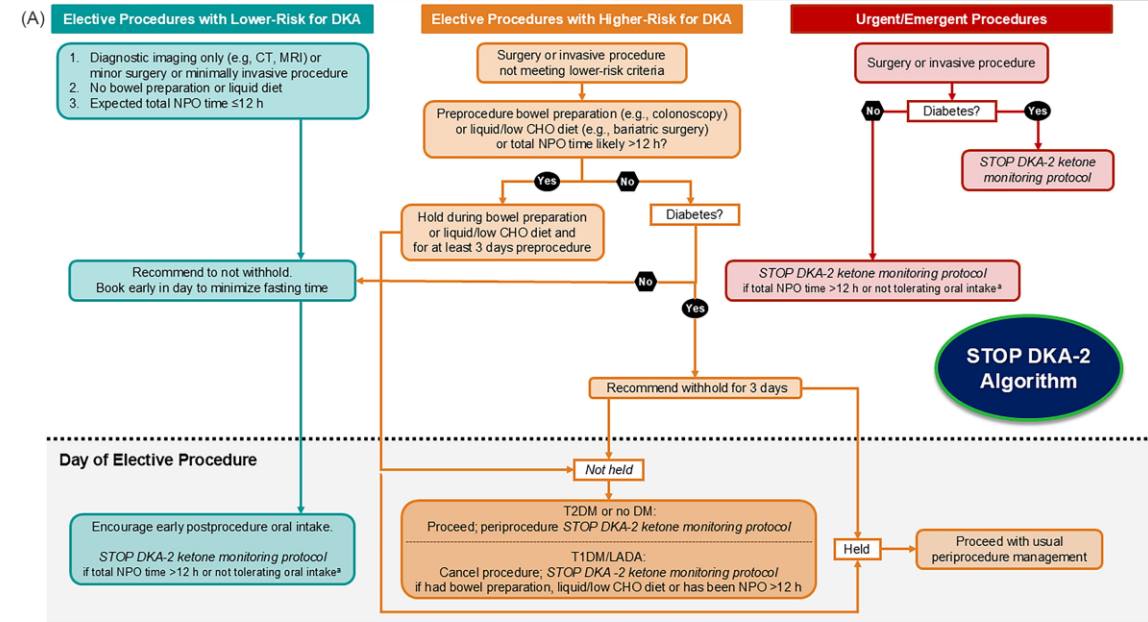 (A)
Elective Procedures with Lower-Risk for DKA
Elective Procedures with Higher-Risk for DKA
Urgent/Emergent Procedures
1. Diagnostic imaging only (e.g, CT, MRI) or
minor surgery or minimally invasive procedure
2. No bowel preparation or liquid diet
3. Expected total NPO time ≤12 h
Surgery or invasive procedure
not meeting lower-risk criteria
Surgery or invasive procedure
Preprocedure bowel preparation (e.g., colonoscopy)
or liquid/low CHO diet (e.g., bariatric surgery)
or total NPO time likely >12 h?
No
Diabetes?
Yes
STOP DKA-2 ketone
monitoring protocol
Yes
No
Hold during bowel preparation
or liquid/low CHO diet and
for at least 3 days preprocedure
Diabetes?
Recommend to not withhold.
Book early in day to minimize fasting time
No
STOP DKA-2 ketone monitoring protocol
if total NPO time >12 h or not tolerating oral intakeª
Yes
STOP DKA-2
Algorithm
Recommend withhold for 3 days
Day of Elective Procedure
Not held
Encourage early postprocedure oral intake.
STOP DKA-2 ketone monitoring protocol
if total NPO time >12 h or not tolerating oral intakeª
T2DM or no DM:
Proceed; periprocedure STOP DKA-2 ketone monitoring protocol
T1DM/LADA:
Cancel procedure; STOP DKA -2 ketone monitoring protocol
if had bowel preparation, liquid/low CHO diet or has been NPO >12 h
Held
Proceed with usual
periprocedure management